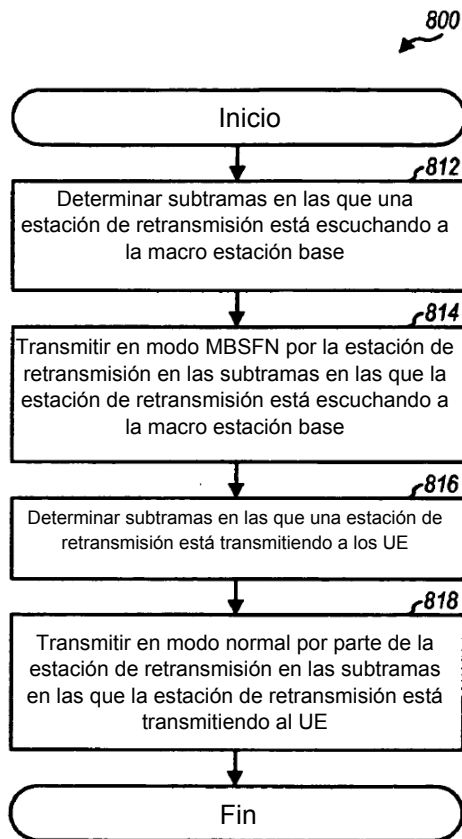 800
Inicio
812
Determinar subtramas en las que una
estación de retransmisión está escuchando a
la macro estación base
814
Transmitir en modo MBSFN por la estación de
retransmisión en las subtramas en las que la
estación de retransmisión está escuchando a
la macro estación base
816
Determinar subtramas en las que una estación de
retransmisión está transmitiendo a los UE
818
Transmitir en modo normal por parte de la
estación de retransmisión en las subtramas
en las que la estación de retransmisión está
transmitiendo al UE
Fin